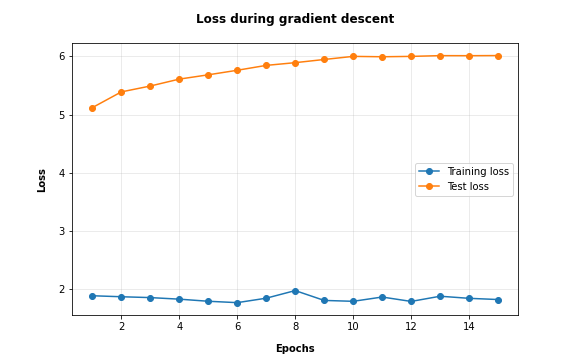 Loss during gradient descent
6
5
4
3
2
Loss
Training loss
Test loss
2 4 6 8 10 12 14
Epochs